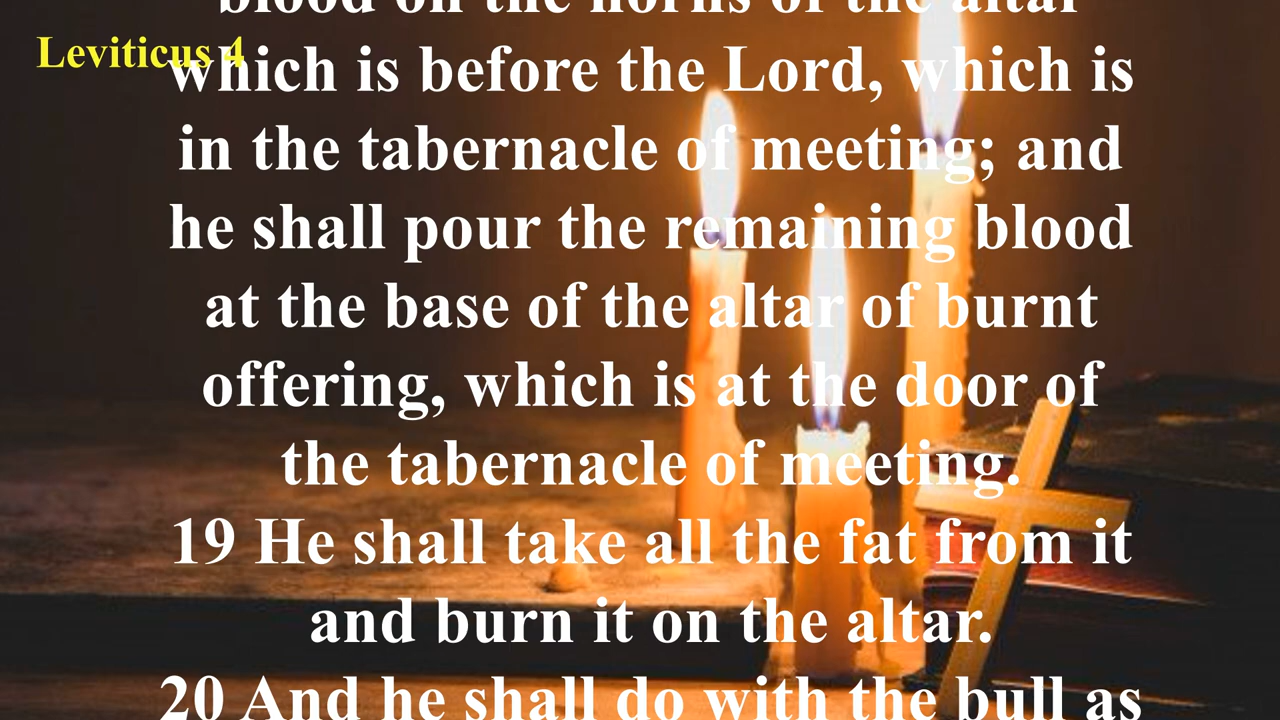 blood on the horns of the altar
Leviticus 4
which is before the Lord, which is
in the tabernacle of meeting; and
he shall pour the remaining blood
at the base of the altar of burnt
offering, which is at the door of
the tabernacle of meeting.
19 He shall take all the fat from it
and burn it on the altar.
20 And he shall do with the bull as